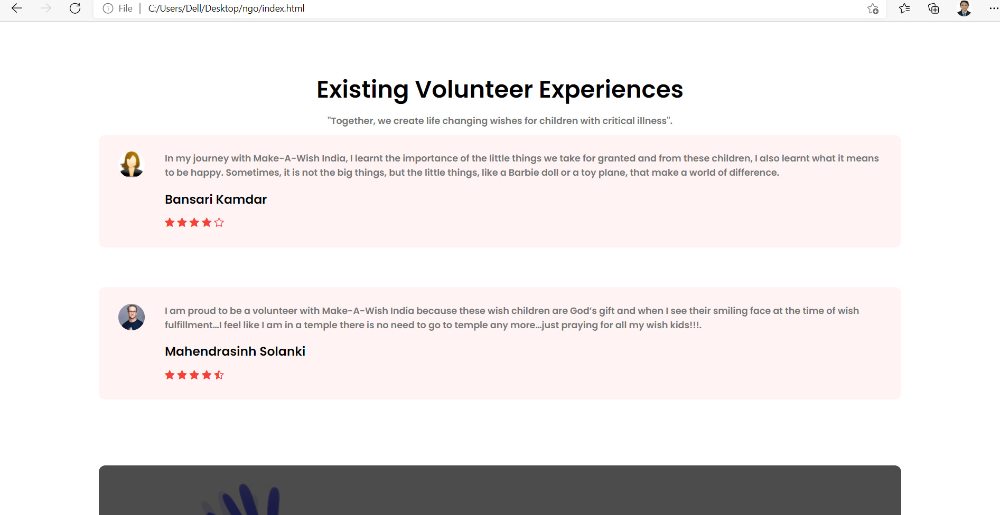 File | C:/Users/Dell/Desktop/ngo/index.html
Existing Volunteer Experiences
"Together, we create life changing wishes for children with critical illness".
In my journey with Make-A-Wish India, I learnt the importance of the little things we take for granted and from these children, I also learnt what it means
to be happy. Sometimes, it is not the big things, but the little things, like a Barbie doll or a toy plane, that make a world of difference.
Bansari Kamdar
I am proud to be a volunteer with Make-A-Wish India because these wish children are God’s gift and when I see their smiling face at the time of wish
fulfillment…I feel like I am in a temple there is no need to go to temple any more…just praying for all my wish kids!!!.
Mahendrasinh Solanki